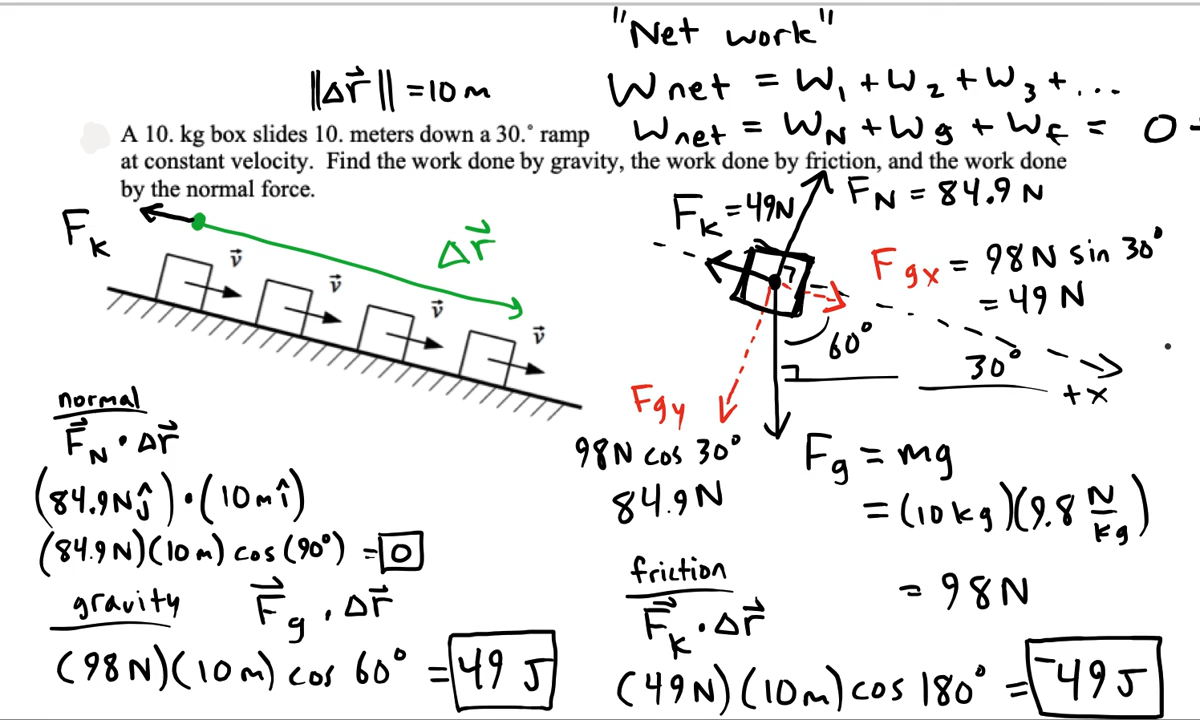 "Net work"
||Δr⃗|| = 10 m
Wnet = W₁ + W₂ + W₃ + ...
Wnet = WN + Wg + Wf = 0 +
A 10. kg box slides 10. meters down a 30.° ramp
at constant velocity. Find the work done by gravity, the work done by friction, and the work done
by the normal force.
Fk
Δr⃗
v⃗
v⃗
v⃗
v⃗
Fk = 49N
FN = 84.9 N
Fgx = 98N sin 30°
= 49 N
60°
30°
+x
Fgy
98N cos 30°
84.9N
Fg = mg
= (10 kg)(9.8 N/kg)
= 98N
normal
F⃗N · Δr⃗
(84.9N ĵ) · (10m î)
(84.9N)(10m) cos(90°) = 0
gravity F⃗g · Δr⃗
(98N)(10m) cos 60° = 49 J
friction
F⃗k · Δr⃗
(49N)(10m) cos 180° = -49 J